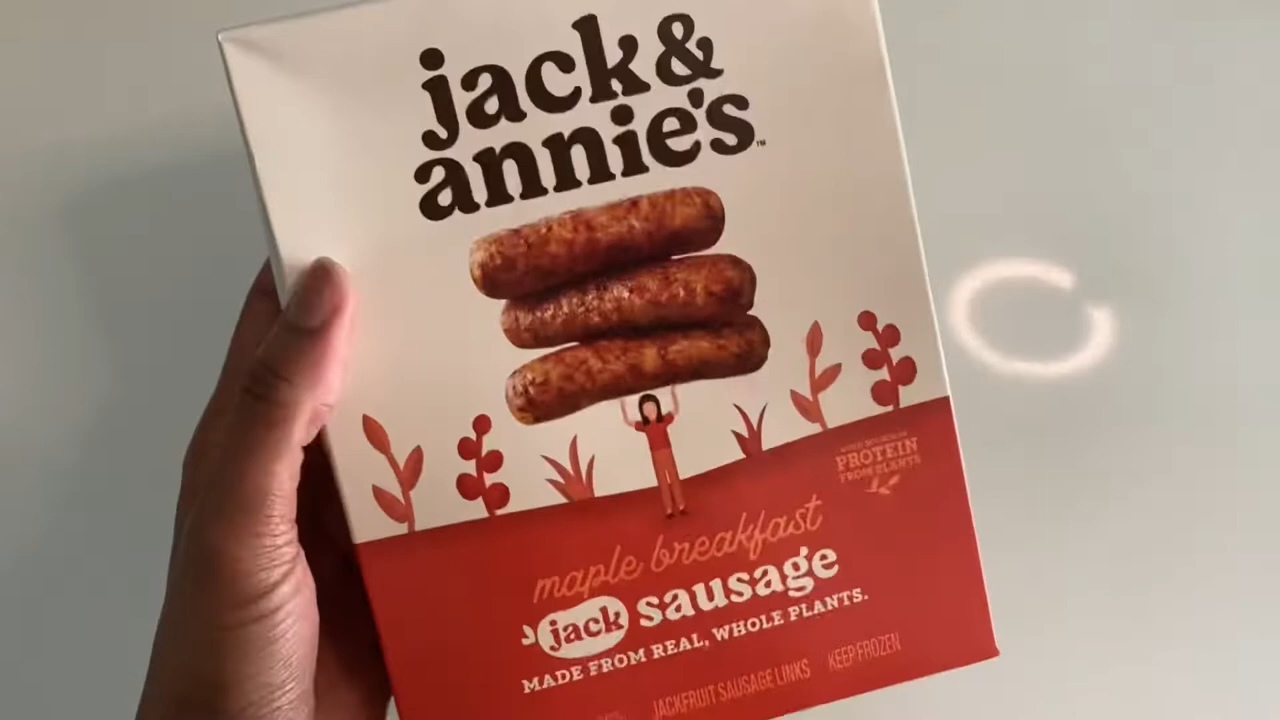 jack &
annie's™
PROTEIN
FROM PLANTS
maple breakfast
jack sausage
MADE FROM REAL, WHOLE PLANTS.
JACKFRUIT SAUSAGE LINKS KEEP FROZEN